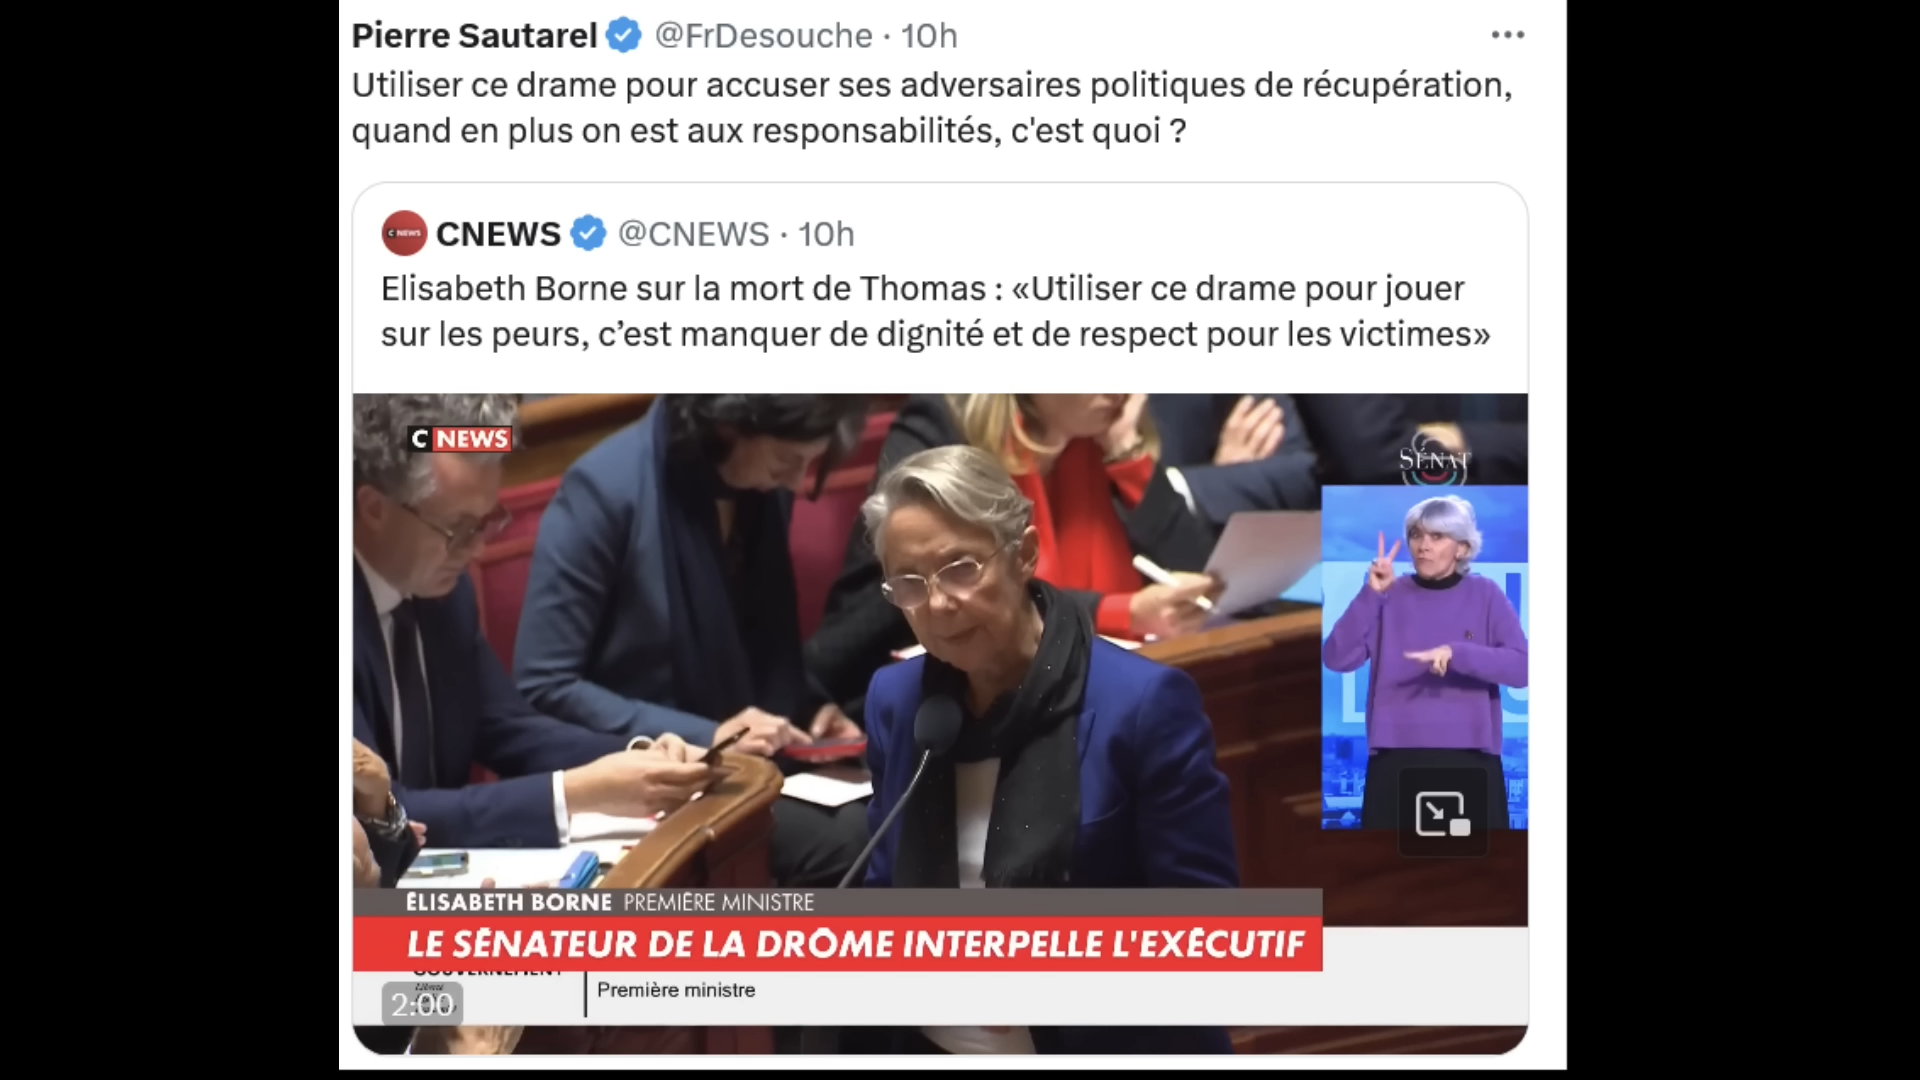 Pierre Sautarel @FrDesouche · 10h
Utiliser ce drame pour accuser ses adversaires politiques de récupération,
quand en plus on est aux responsabilités, c'est quoi ?
CNEWS
CNEWS @CNEWS · 10h
Elisabeth Borne sur la mort de Thomas : «Utiliser ce drame pour jouer
sur les peurs, c’est manquer de dignité et de respect pour les victimes»
CNEWS
SÉNAT
ÉLISABETH BORNE PREMIÈRE MINISTRE
LE SÉNATEUR DE LA DRÔME INTERPELLE L'EXÉCUTIF
GOUVERNEMENT
Première ministre
2:00